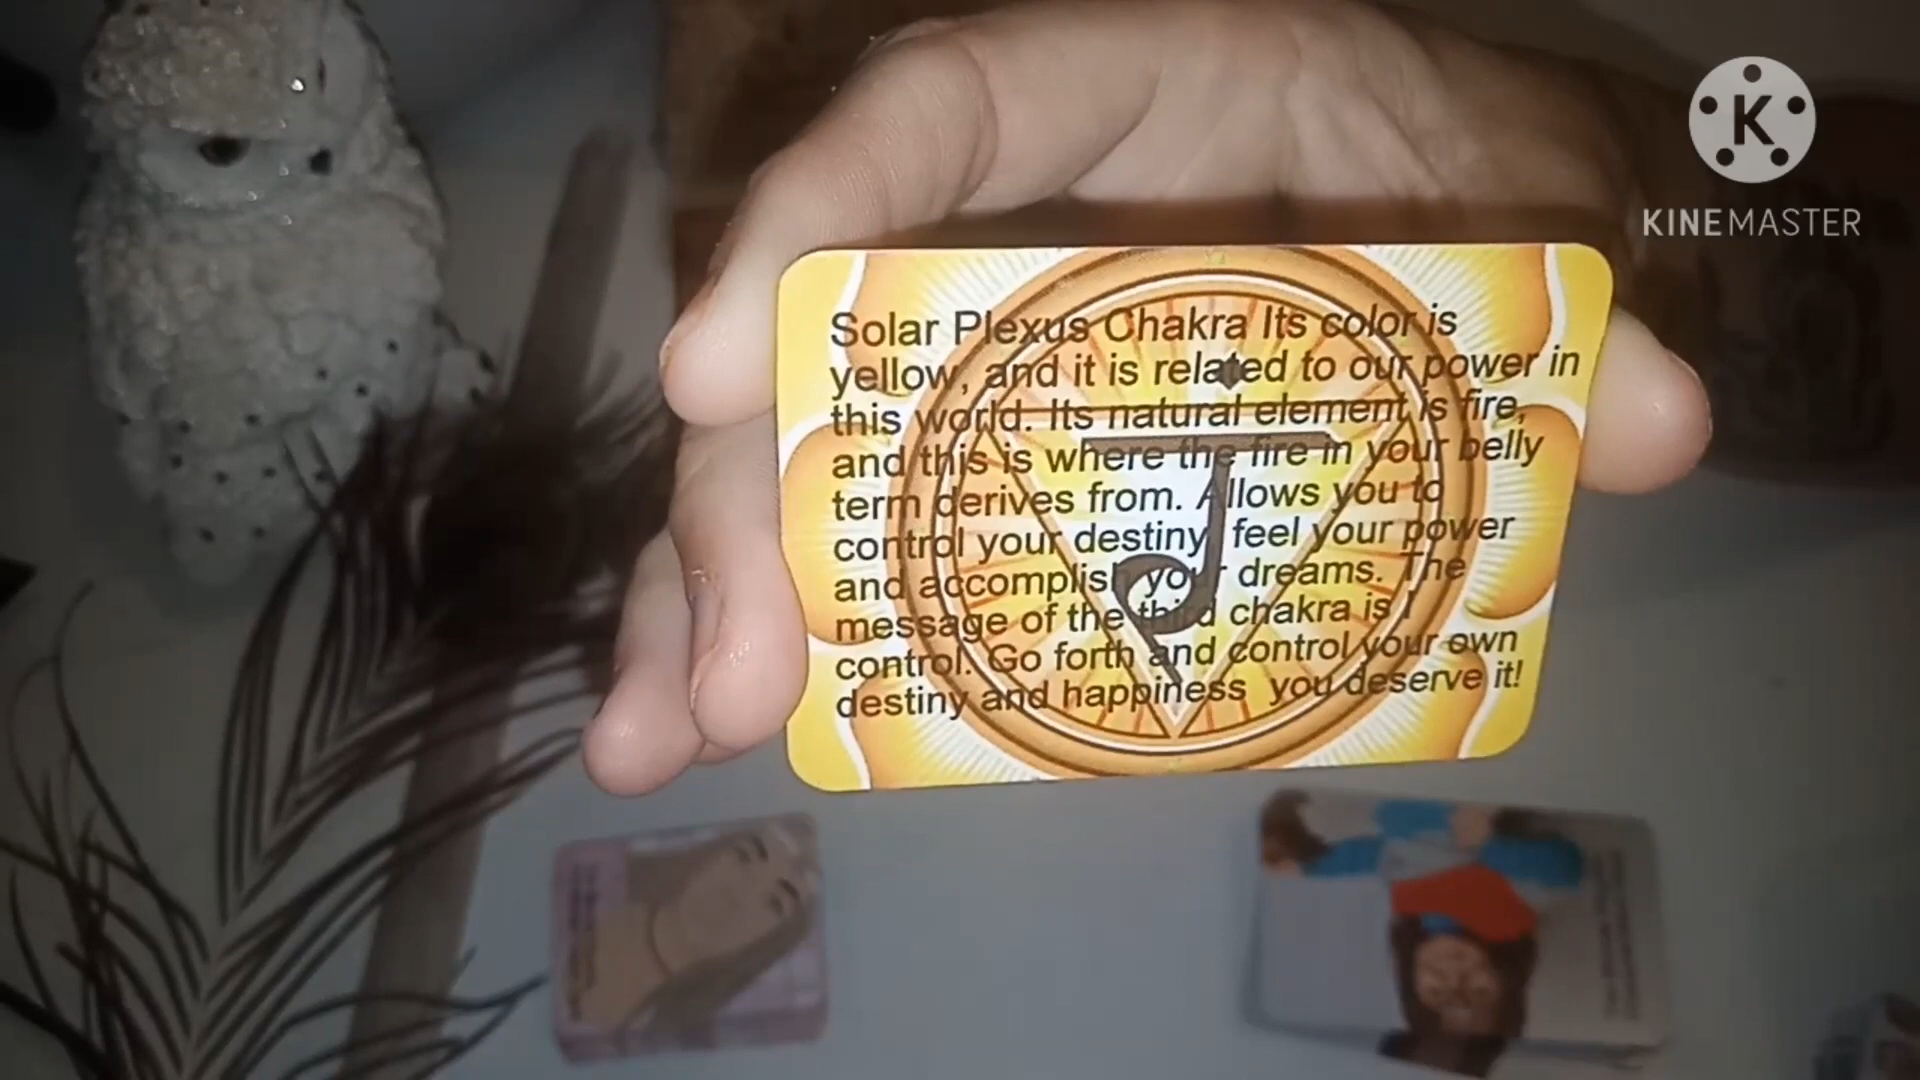 KINEMASTER
Solar Plexus Chakra Its color is
yellow, and it is related to our power in
this world. Its natural element is fire,
and this is where the fire in your belly
term derives from. Allows you to
control your destiny, feel your power
and accomplish your dreams. The
message of the third chakra is I
control. Go forth and control your own
destiny and happiness you deserve it!